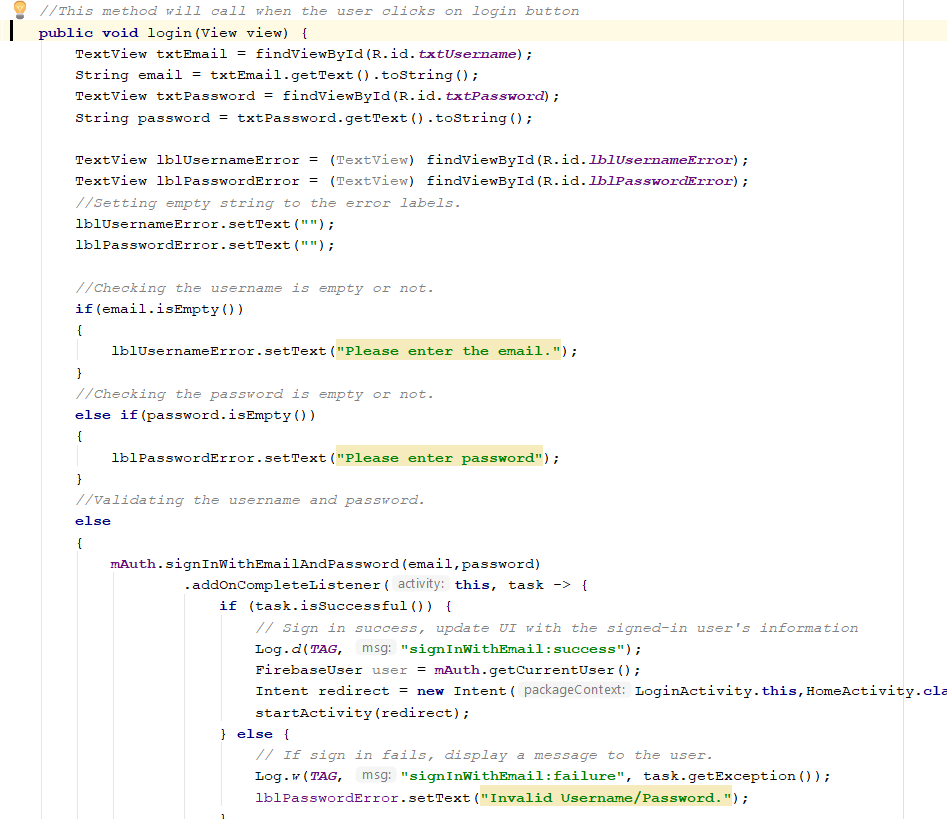 //This method will call when the user clicks on login button
public void login(View view) {
TextView txtEmail = findViewById(R.id.txtUsername);
String email = txtEmail.getText().toString();
TextView txtPassword = findViewById(R.id.txtPassword);
String password = txtPassword.getText().toString();
TextView lblUsernameError = (TextView) findViewById(R.id.lblUsernameError);
TextView lblPasswordError = (TextView) findViewById(R.id.lblPasswordError);
//Setting empty string to the error labels.
lblUsernameError.setText("");
lblPasswordError.setText("");
//Checking the username is empty or not.
if(email.isEmpty())
{
lblUsernameError.setText("Please enter the email.");
}
//Checking the password is empty or not.
else if(password.isEmpty())
{
lblPasswordError.setText("Please enter password");
}
//Validating the username and password.
else
{
mAuth.signInWithEmailAndPassword(email,password)
.addOnCompleteListener( activity: this, task -> {
if (task.isSuccessful()) {
// Sign in success, update UI with the signed-in user's information
Log.d(TAG, msg: "signInWithEmail:success");
FirebaseUser user = mAuth.getCurrentUser();
Intent redirect = new Intent( packageContext: LoginActivity.this,HomeActivity.cla
startActivity(redirect);
} else {
// If sign in fails, display a message to the user.
Log.w(TAG, msg: "signInWithEmail:failure", task.getException());
lblPasswordError.setText("Invalid Username/Password.");